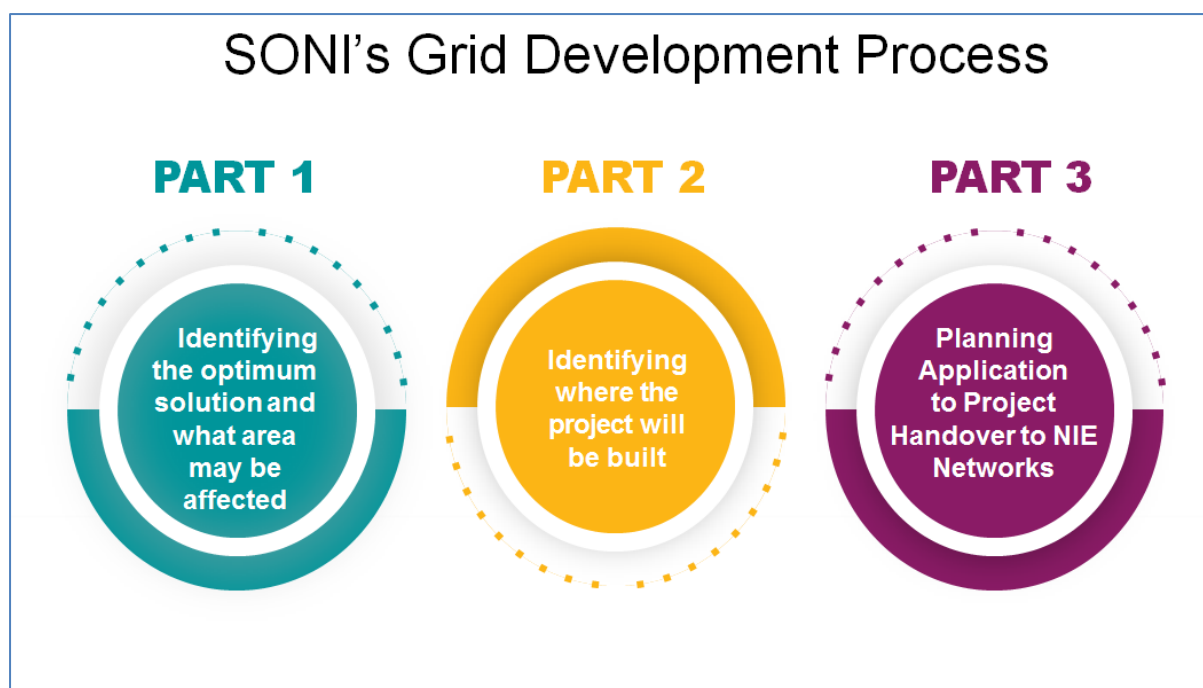 SONI’s Grid Development Process
PART 1
Identifying
the optimum
solution and
what area
may be
affected
PART 2
Identifying
where the
project will
be built
PART 3
Planning
Application
to Project
Handover to NIE
Networks